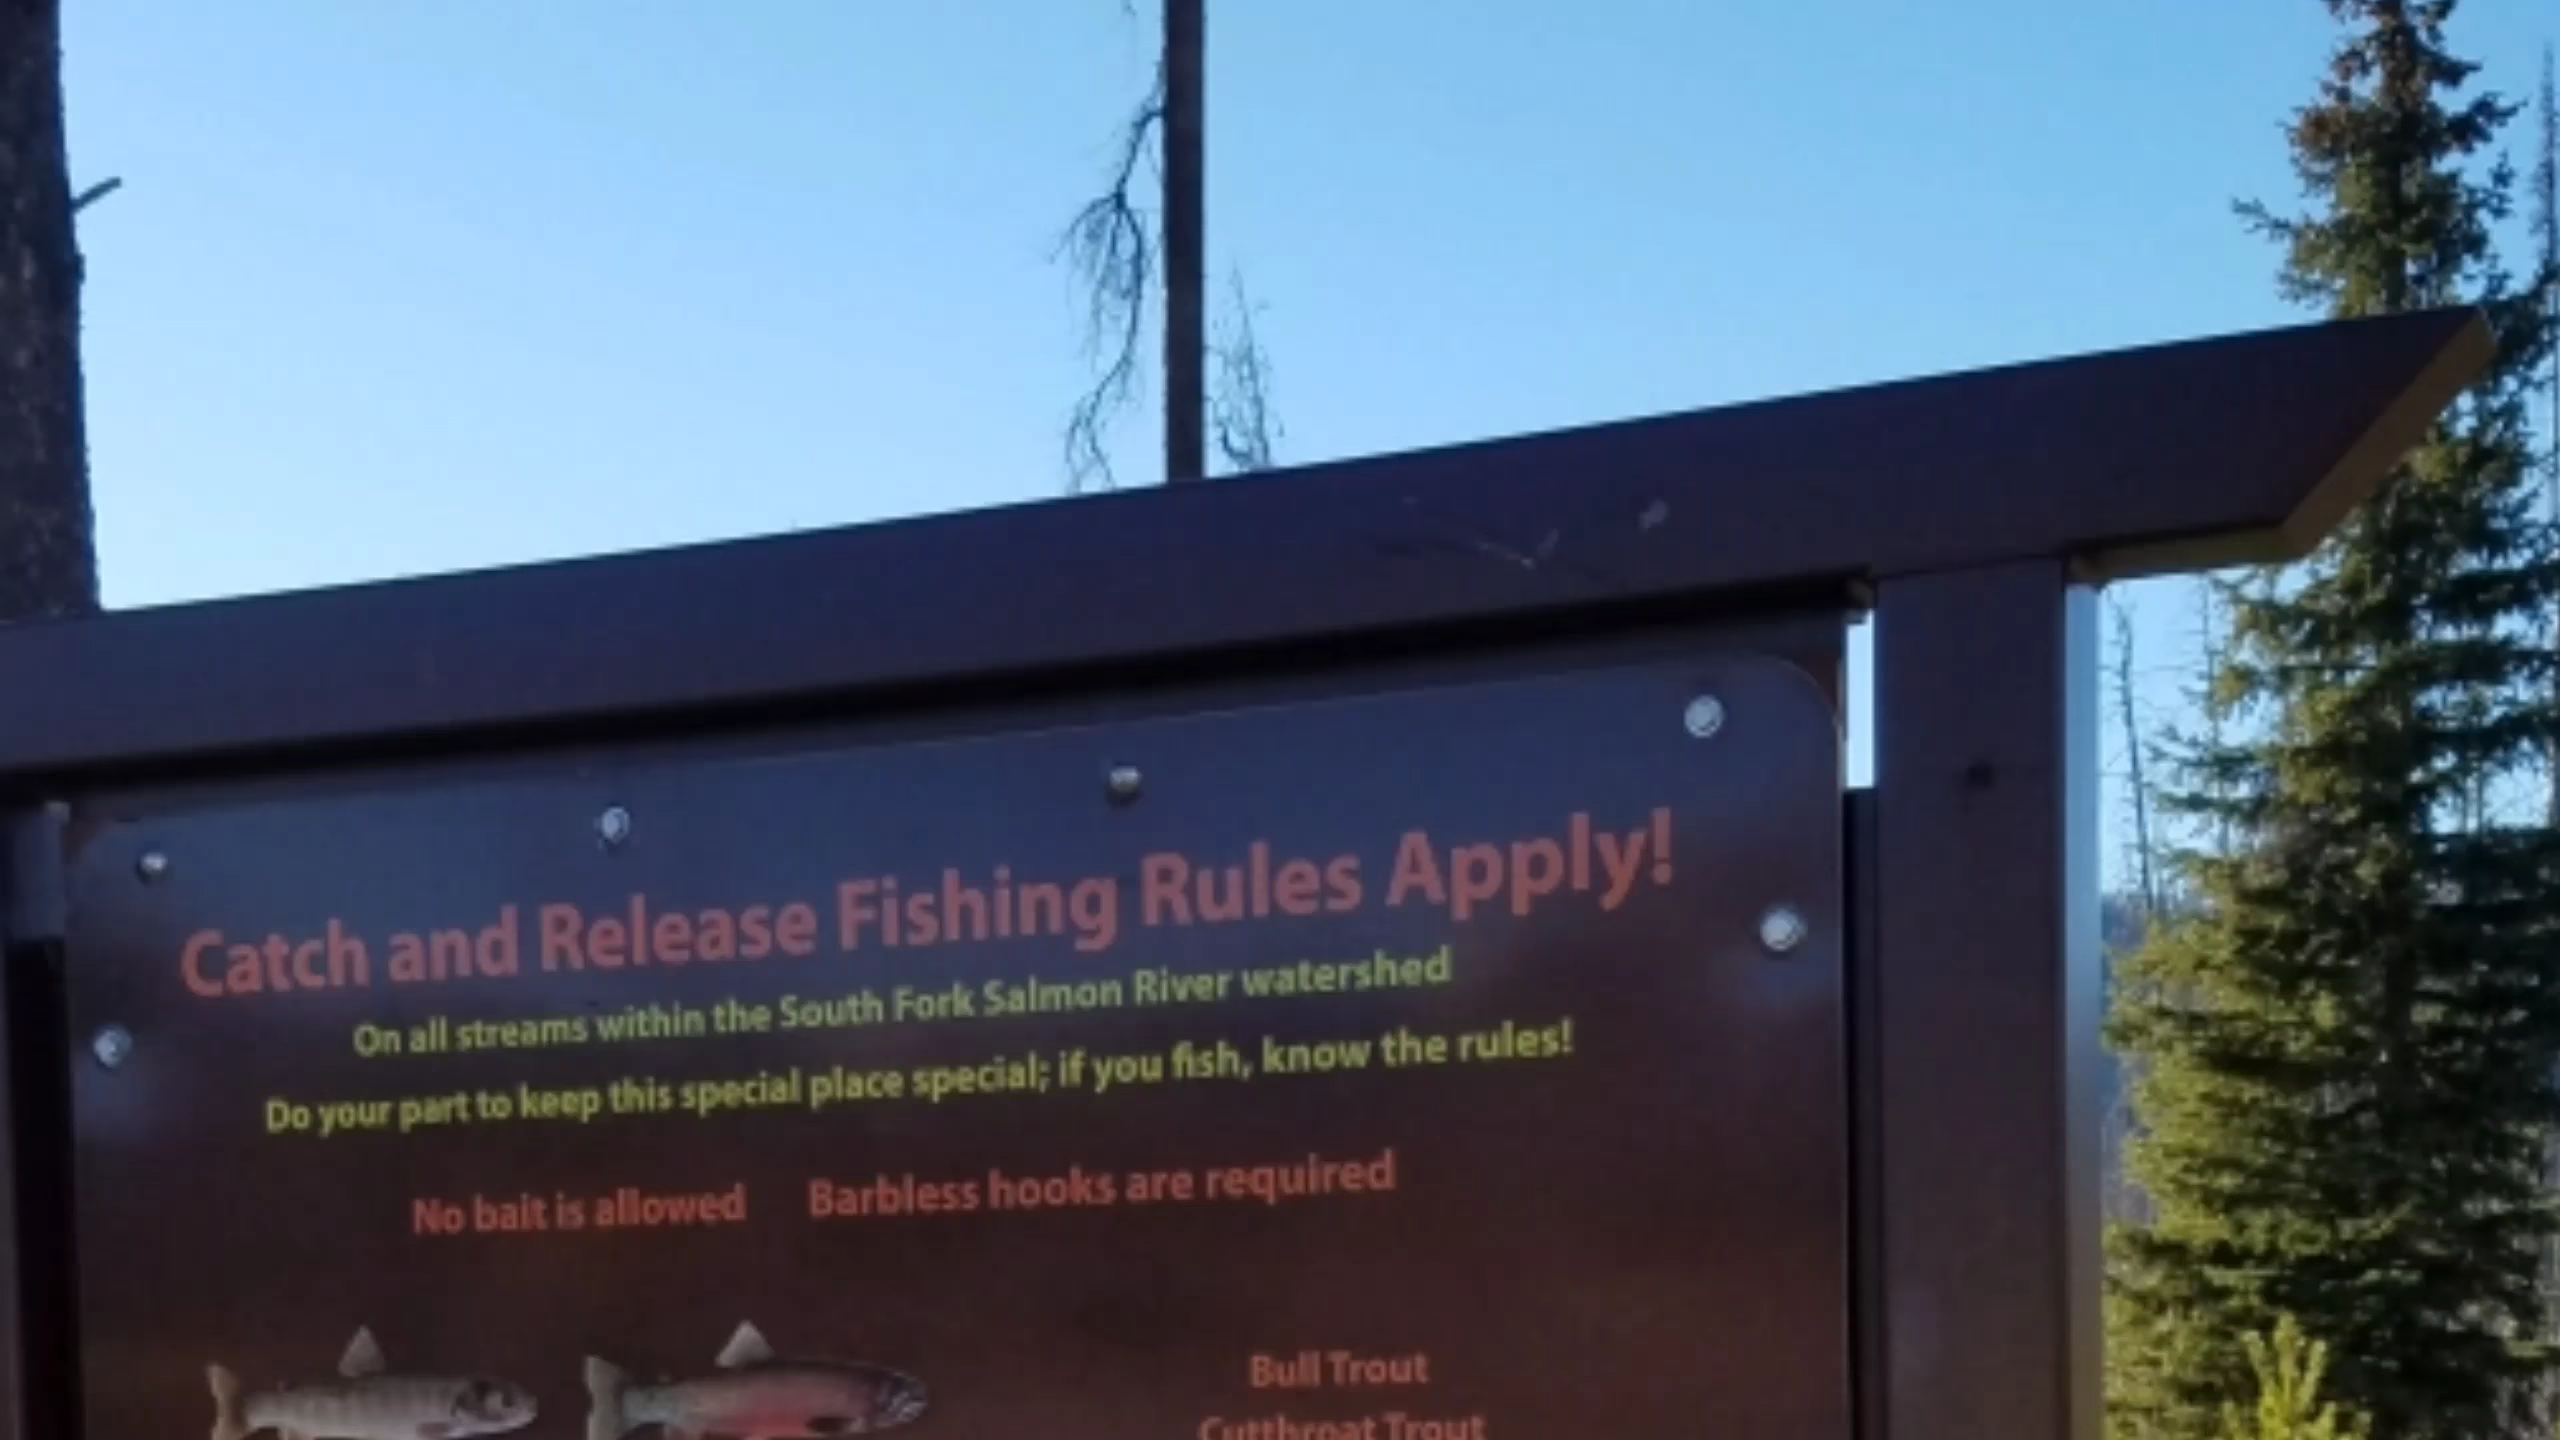 Catch and Release Fishing Rules Apply!
On all streams within the South Fork Salmon River watershed
Do your part to keep this special place special; if you fish, know the rules!
No bait is allowed Barbless hooks are required
Bull Trout
Cutthroat Trout